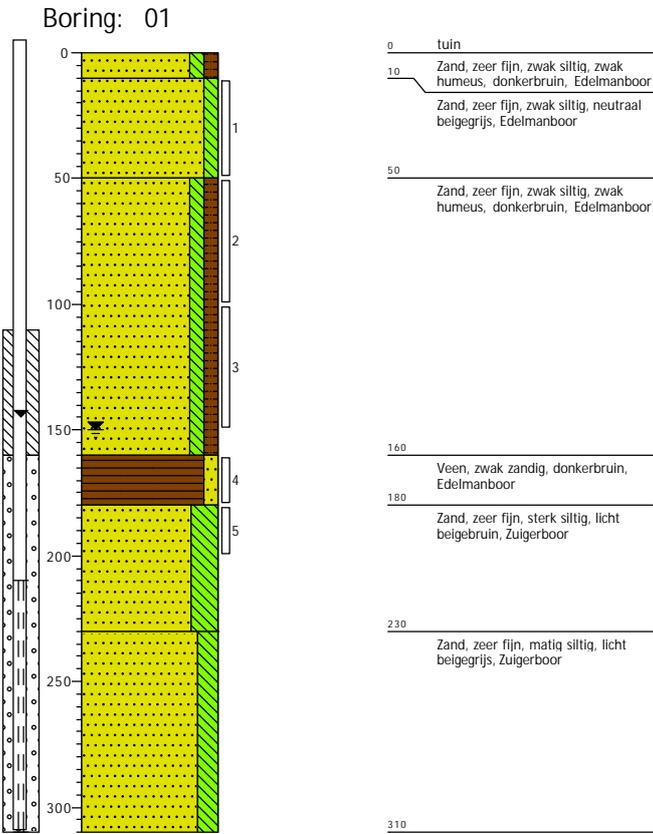 Boring: 01
0
50
100
150
200
250
300
1
2
3
4
5
0
tuin
Zand, zeer fijn, zwak siltig, zwak
humeus, donkerbruin, Edelmanboor
10
Zand, zeer fijn, zwak siltig, neutraal
beigegrijs, Edelmanboor
50
Zand, zeer fijn, zwak siltig, zwak
humeus, donkerbruin, Edelmanboor
160
Veen, zwak zandig, donkerbruin,
Edelmanboor
180
Zand, zeer fijn, sterk siltig, licht
beigebruin, Zuigerboor
230
Zand, zeer fijn, matig siltig, licht
beigegrijs, Zuigerboor
310